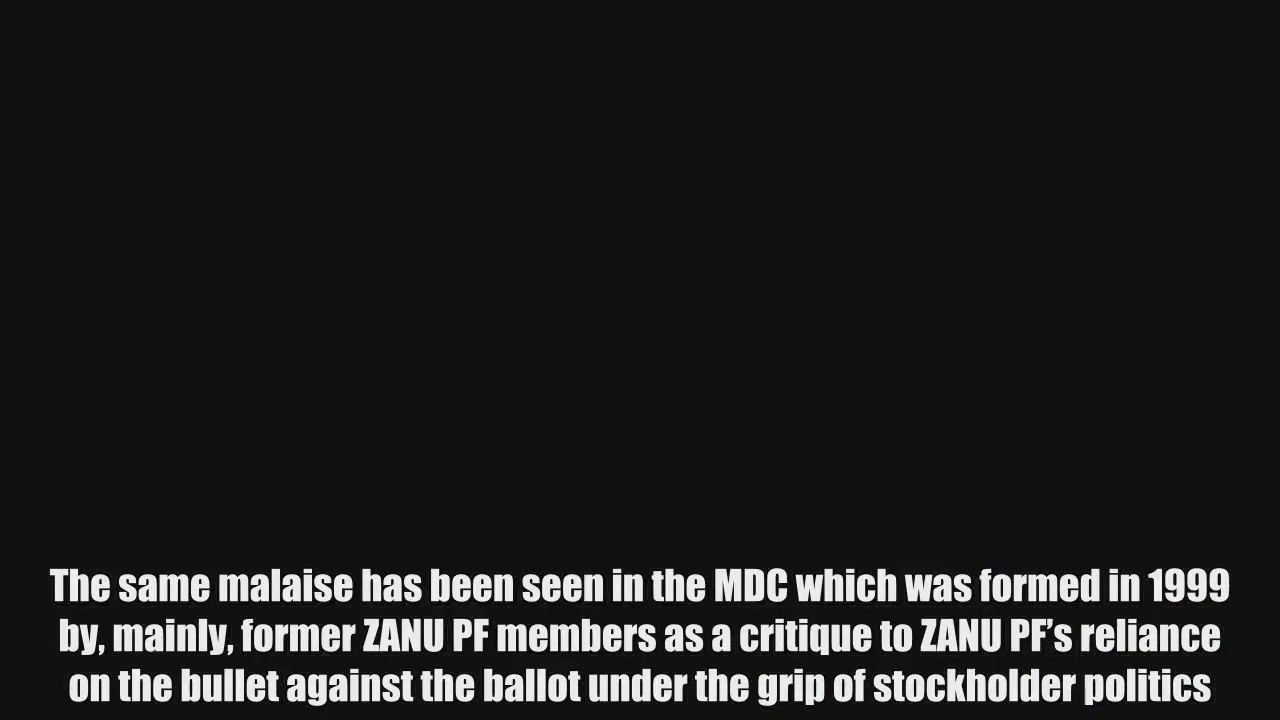 The same malaise has been seen in the MDC which was formed in 1999
by, mainly, former ZANU PF members as a critique to ZANU PF’s reliance
on the bullet against the ballot under the grip of stockholder politics